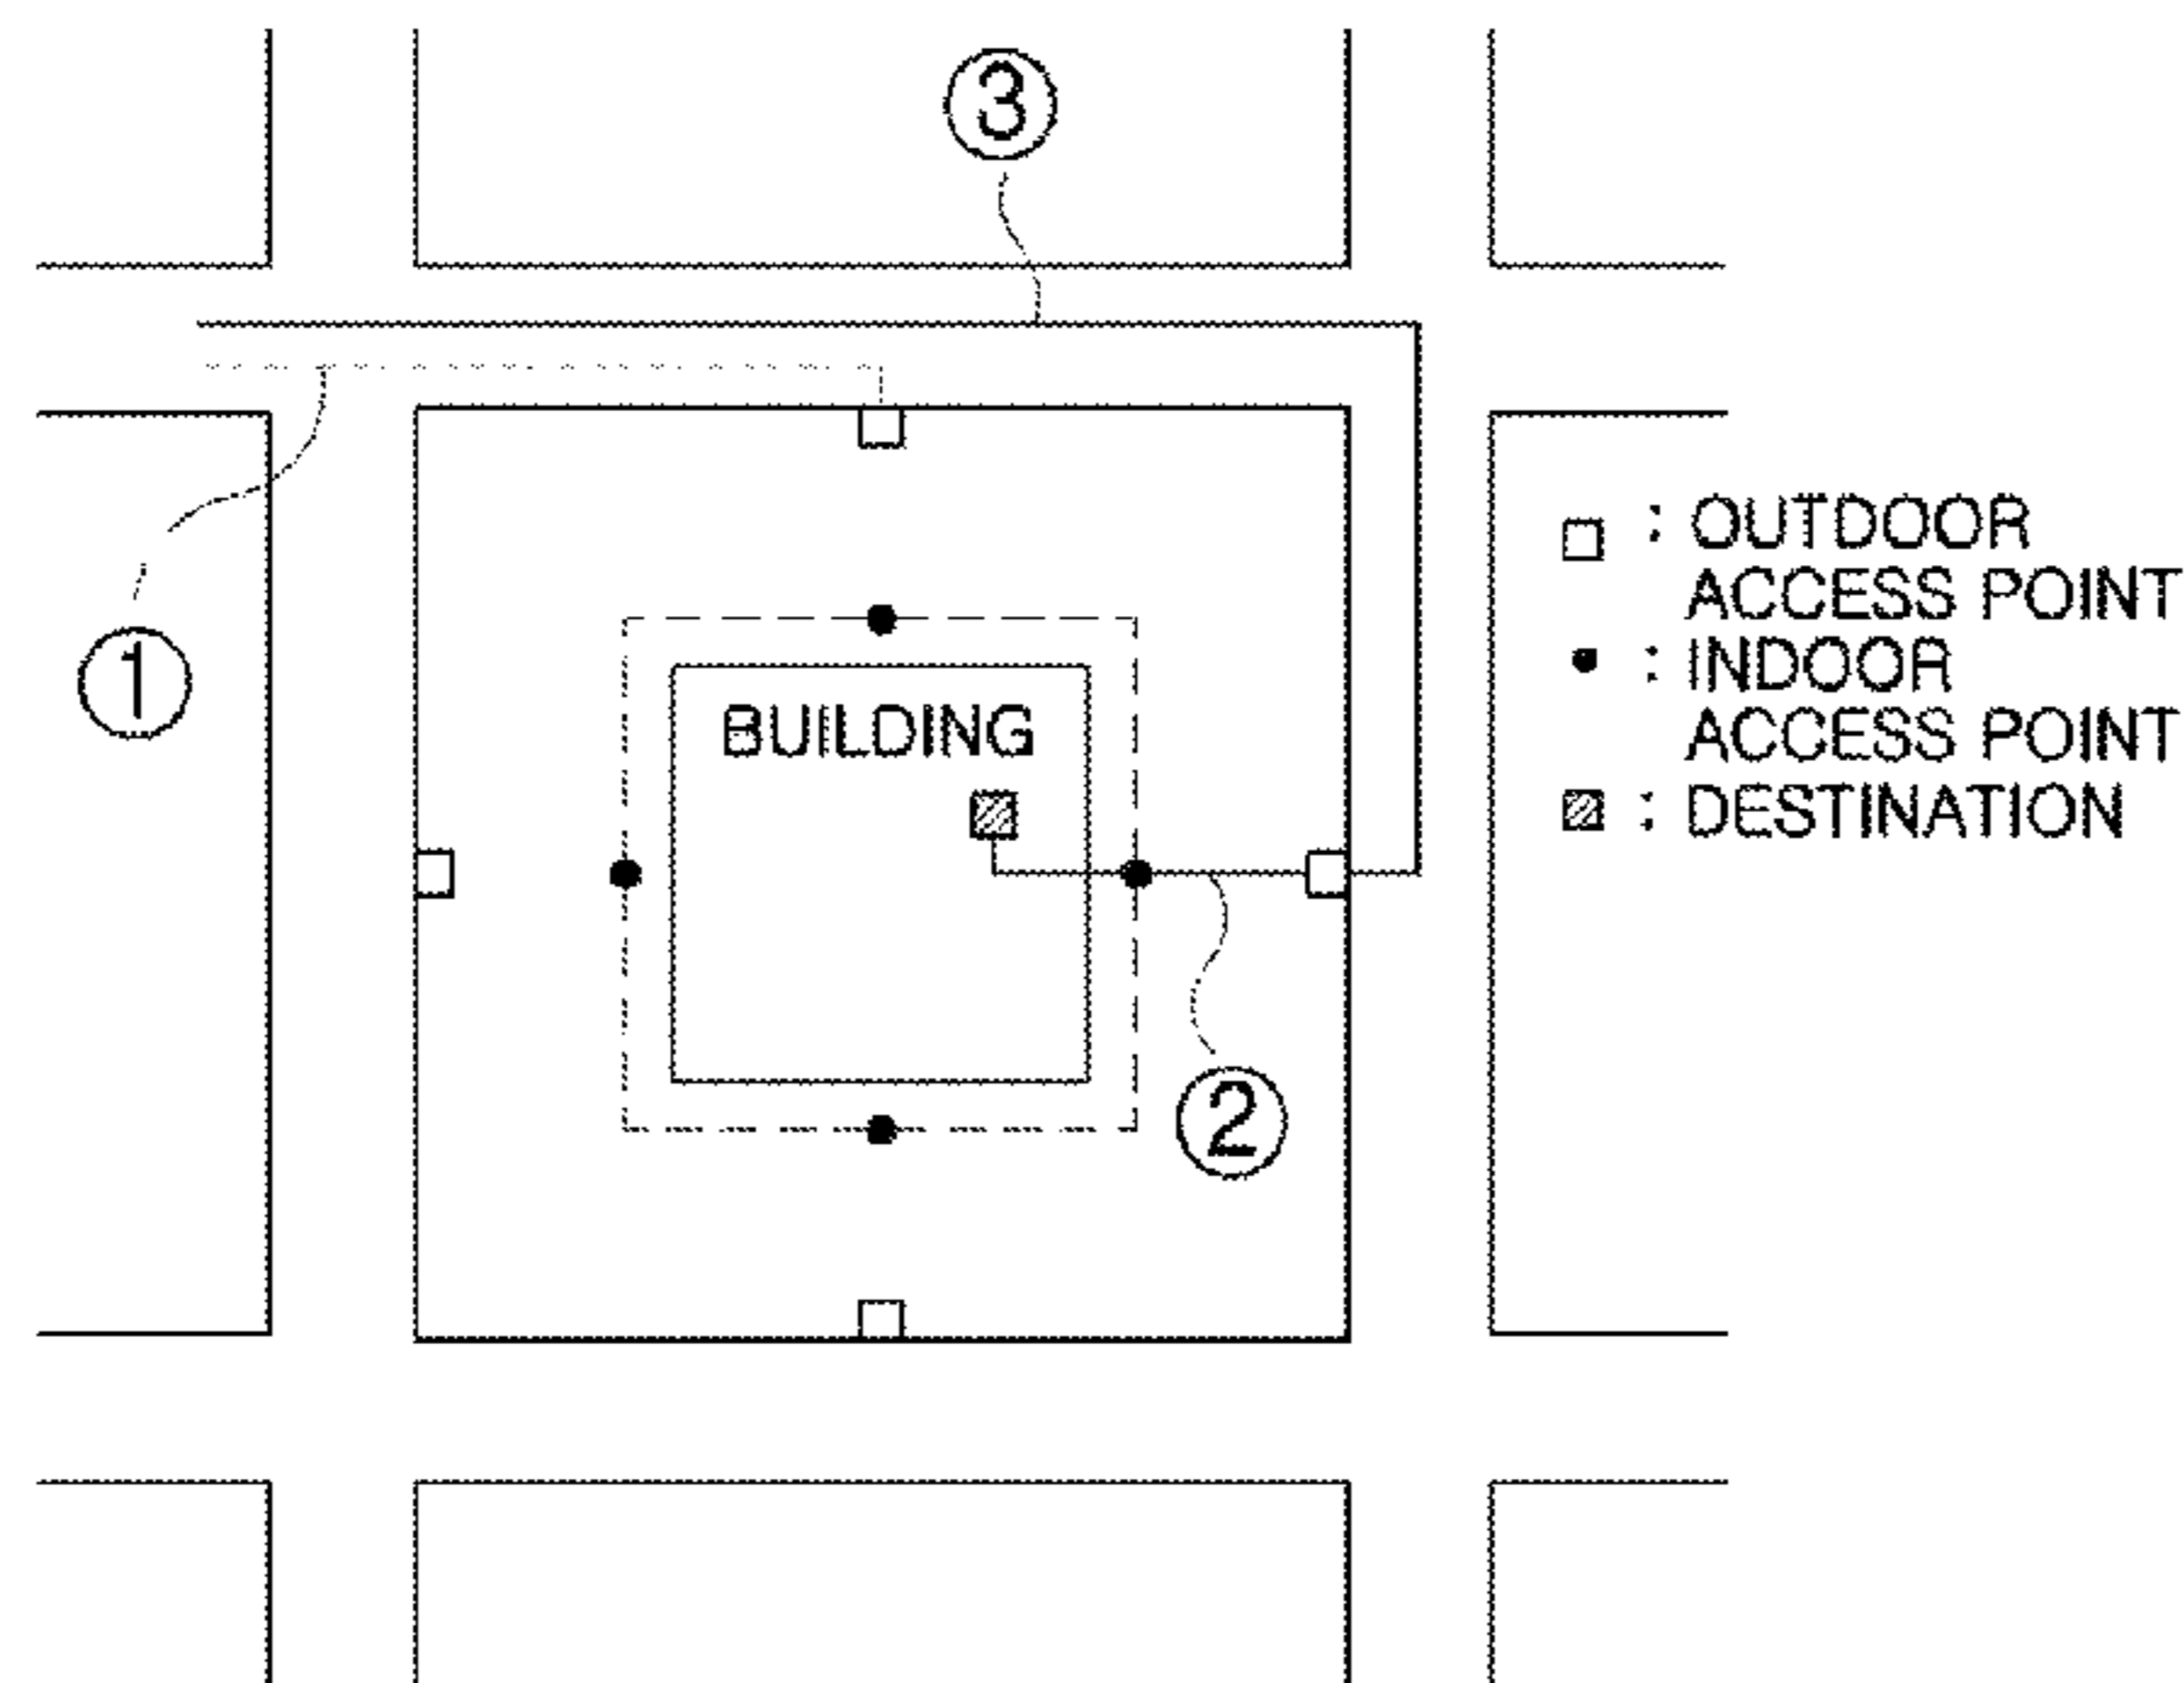 3
: OUTDOOR
ACCESS POINT
: INDOOR
ACCESS POINT
: DESTINATION
1
BUILDING
2